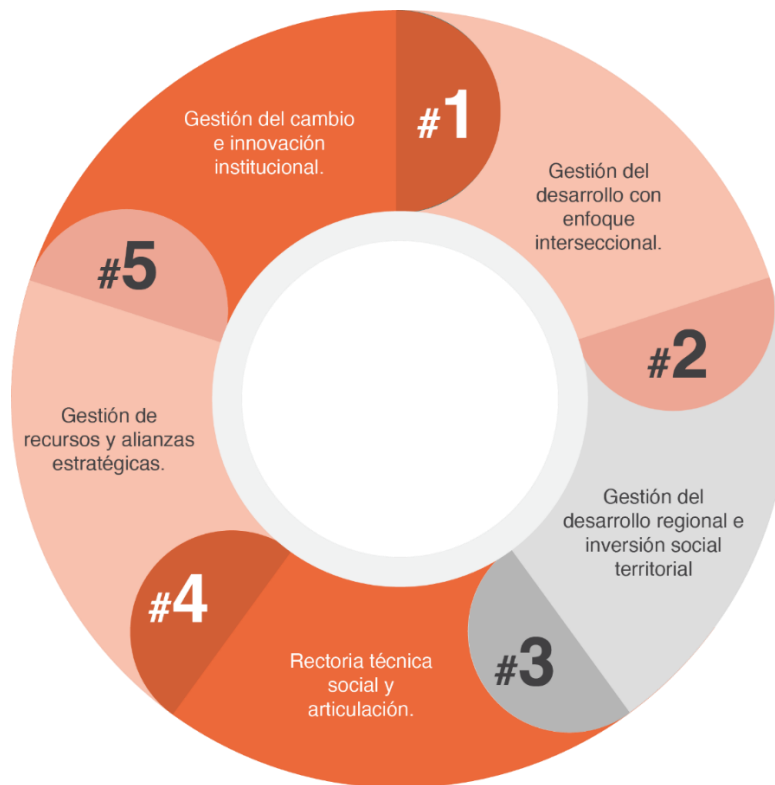 #1
Gestión del cambio
e innovación
institucional.
#2
Gestión del
desarrollo con
enfoque
interseccional.
#3
Gestión del
desarrollo regional e
inversión social
territorial
#4
Rectoria técnica
social y
articulación.
#5
Gestión de
recursos y alianzas
estratégicas.